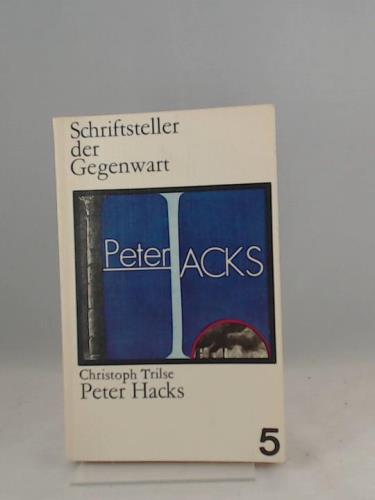 Schriftsteller
der
Gegenwart
Peter HACKS
Christoph Trilse
Peter Hacks
5